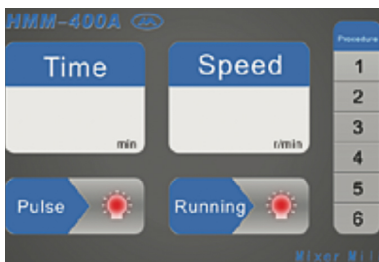 HMM-400A
Procedure
Time
Speed
min
r/min
1
2
3
4
5
6
Pulse
Running
Mixer Mill